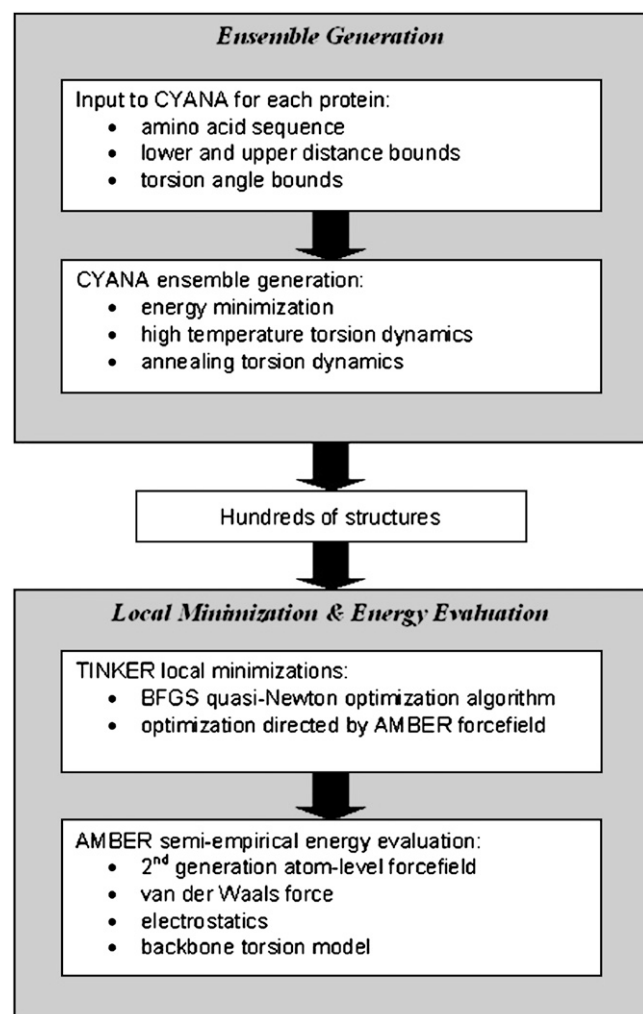 Ensemble Generation
Input to CYANA for each protein:
• amino acid sequence
• lower and upper distance bounds
• torsion angle bounds
CYANA ensemble generation:
• energy minimization
• high temperature torsion dynamics
• annealing torsion dynamics
Hundreds of structures
Local Minimization & Energy Evaluation
TINKER local minimizations:
• BFGS quasi-Newton optimization algorithm
• optimization directed by AMBER forcefield
AMBER semi-empirical energy evaluation:
• 2nd generation atom-level forcefield
• van der Waals force
• electrostatics
• backbone torsion model